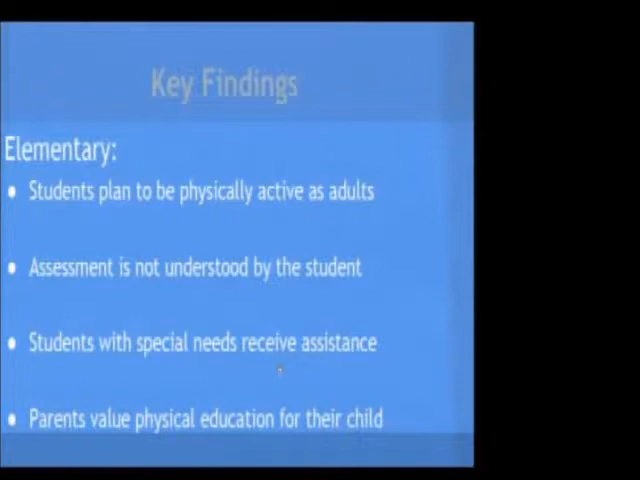 Key Findings
Elementary:
• Students plan to be physically active as adults
• Assessment is not understood by the student
• Students with special needs receive assistance
• Parents value physical education for their child